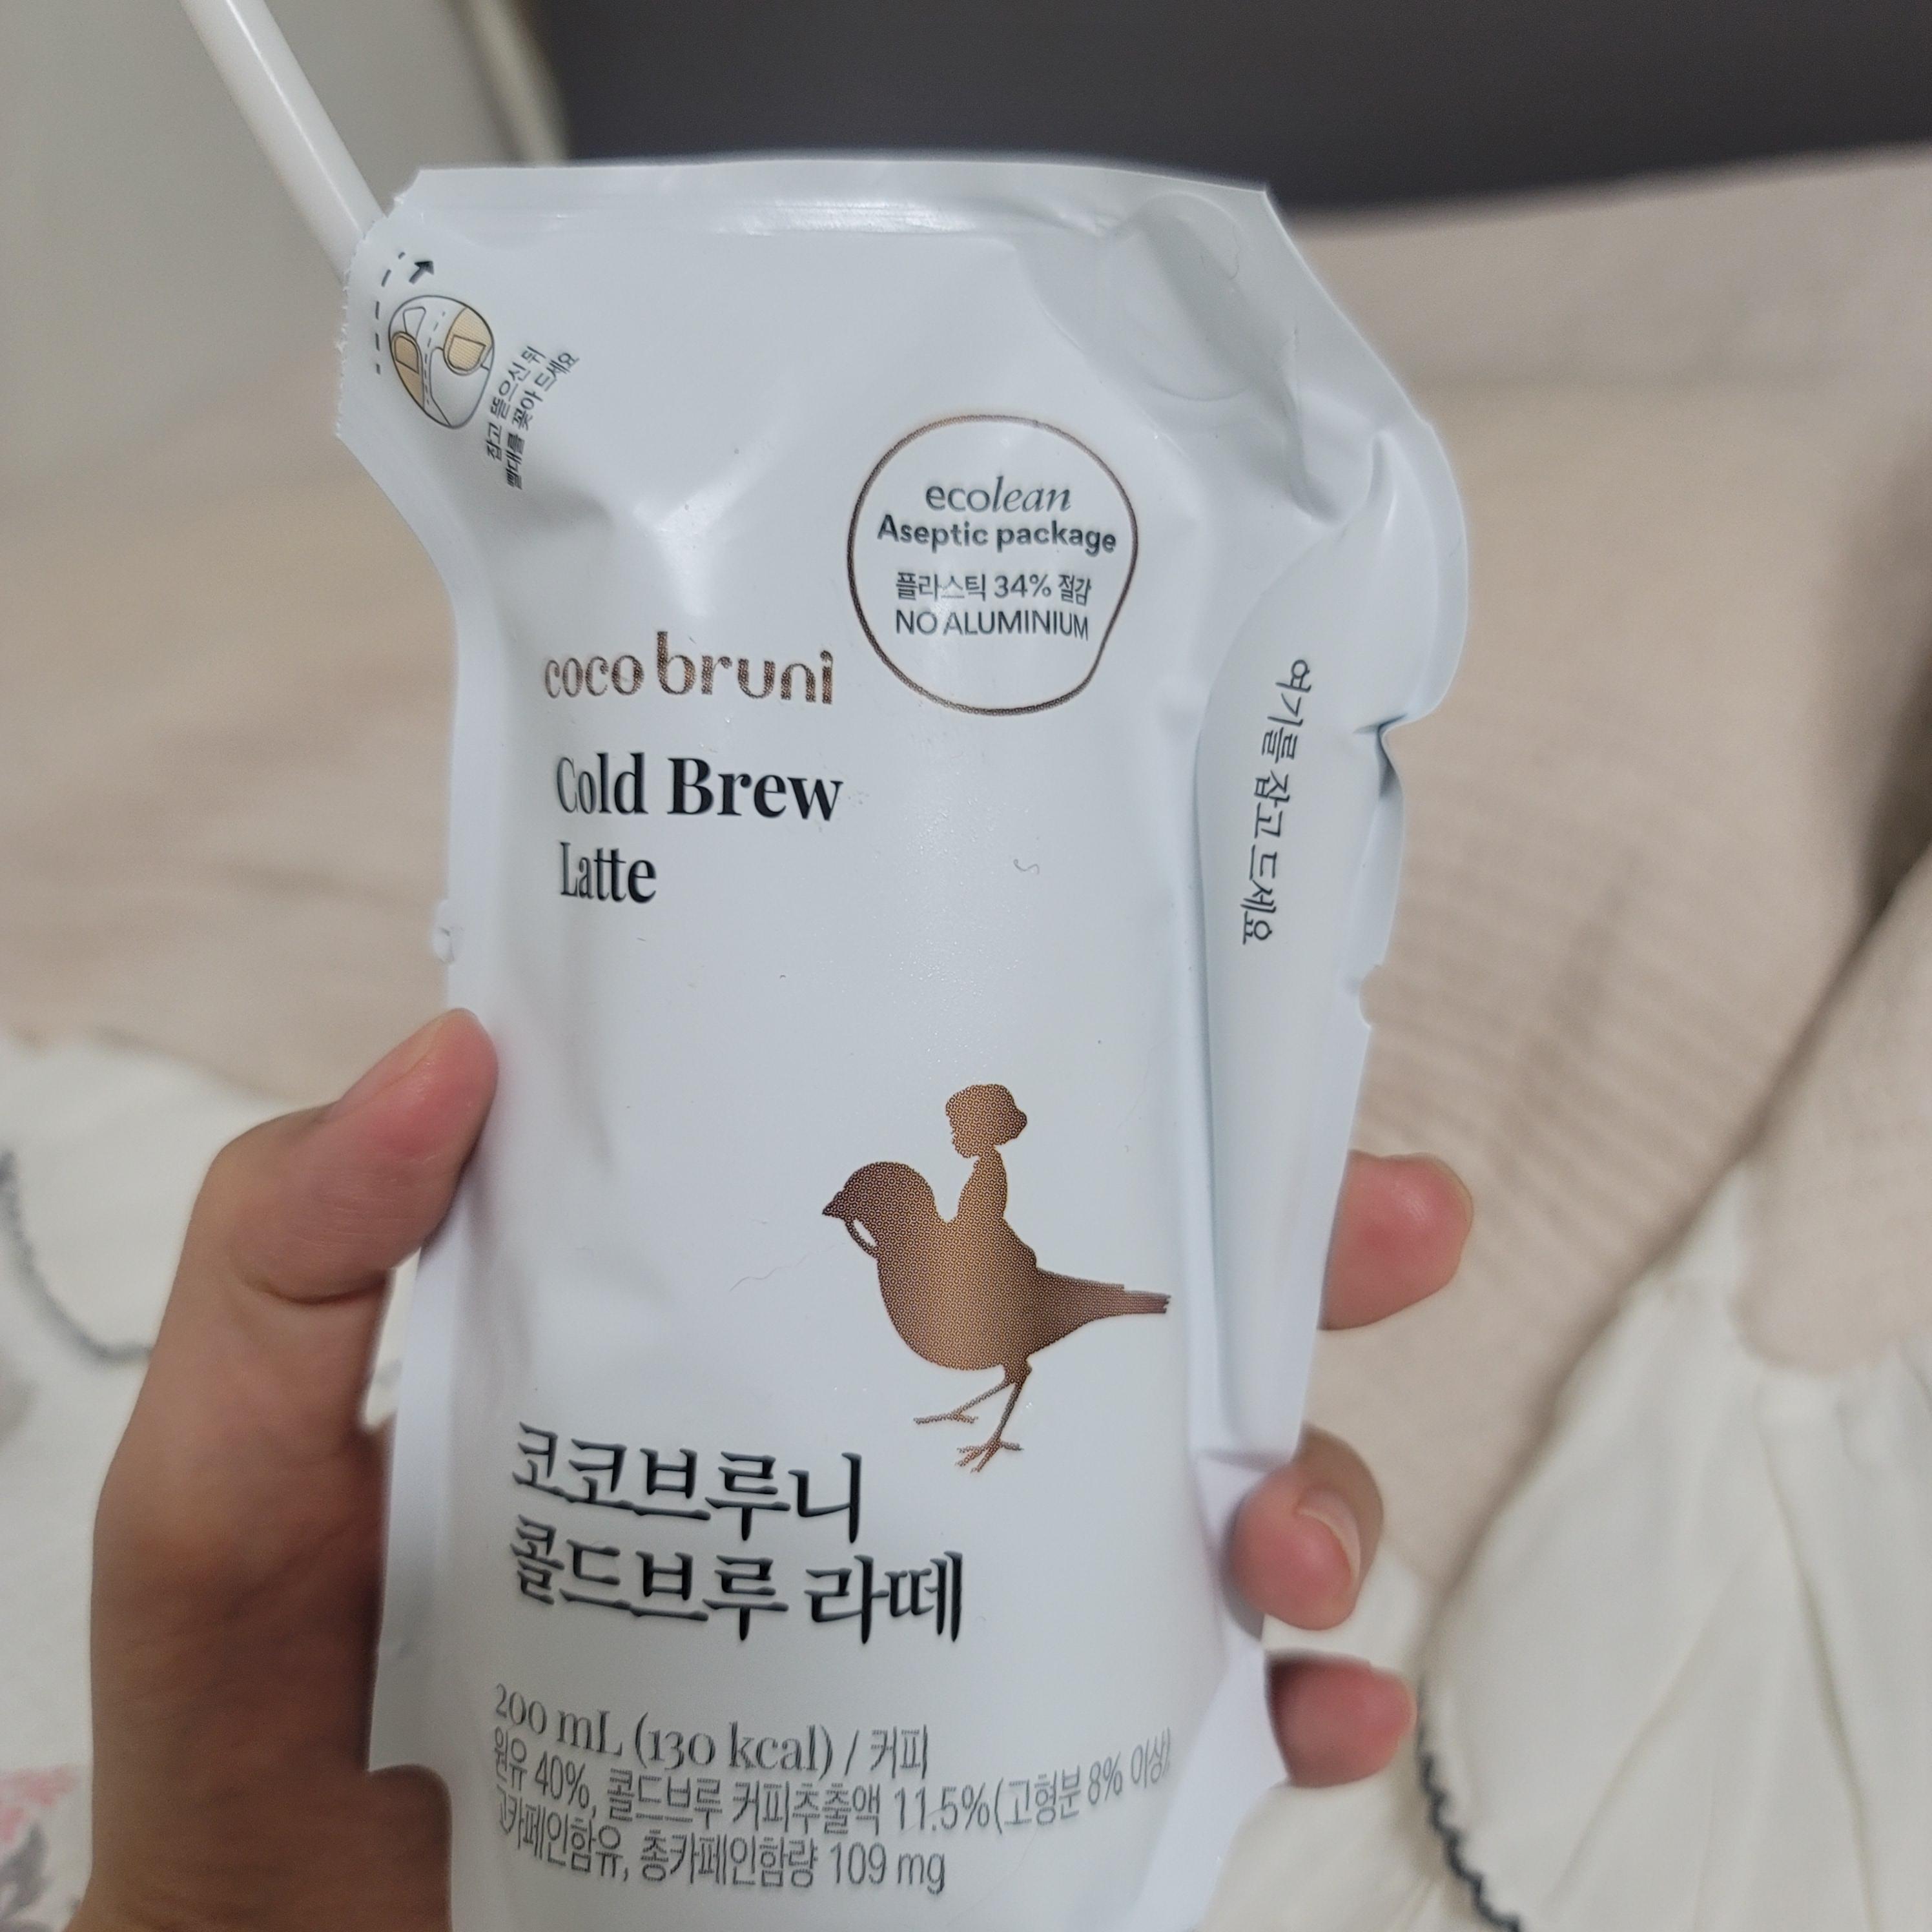 잡고 뜯으신 뒤
빨대를 꽂아 드세요
ecolean
Aseptic package
플라스틱 34% 절감
NO ALUMINIUM
coco bruni
Cold Brew
Latte
여기를 잡고 드세요
코코브루니
콜드브루 라떼
200 mL (130 kcal) / 커피
원유 40%, 콜드브루 커피추출액 11.5%(고형분 8% 이상)
고카페인함유, 총카페인함량 109 mg